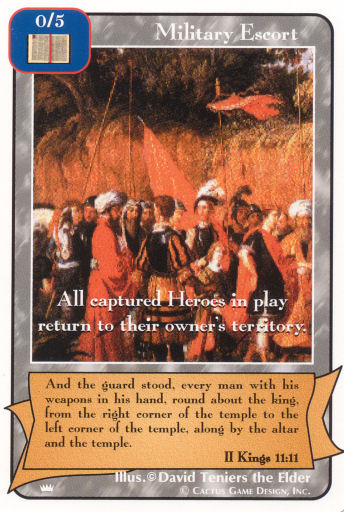 0/5
Military Escort
All captured Heroes in play
return to their owner's territory.
And the guard stood, every man with his
weapons in his hand, round about the king,
from the right corner of the temple to the
left corner of the temple, along by the altar
and the temple.
II Kings 11:11
Illus.©David Teniers the Elder
© Cactus Game Design, Inc.